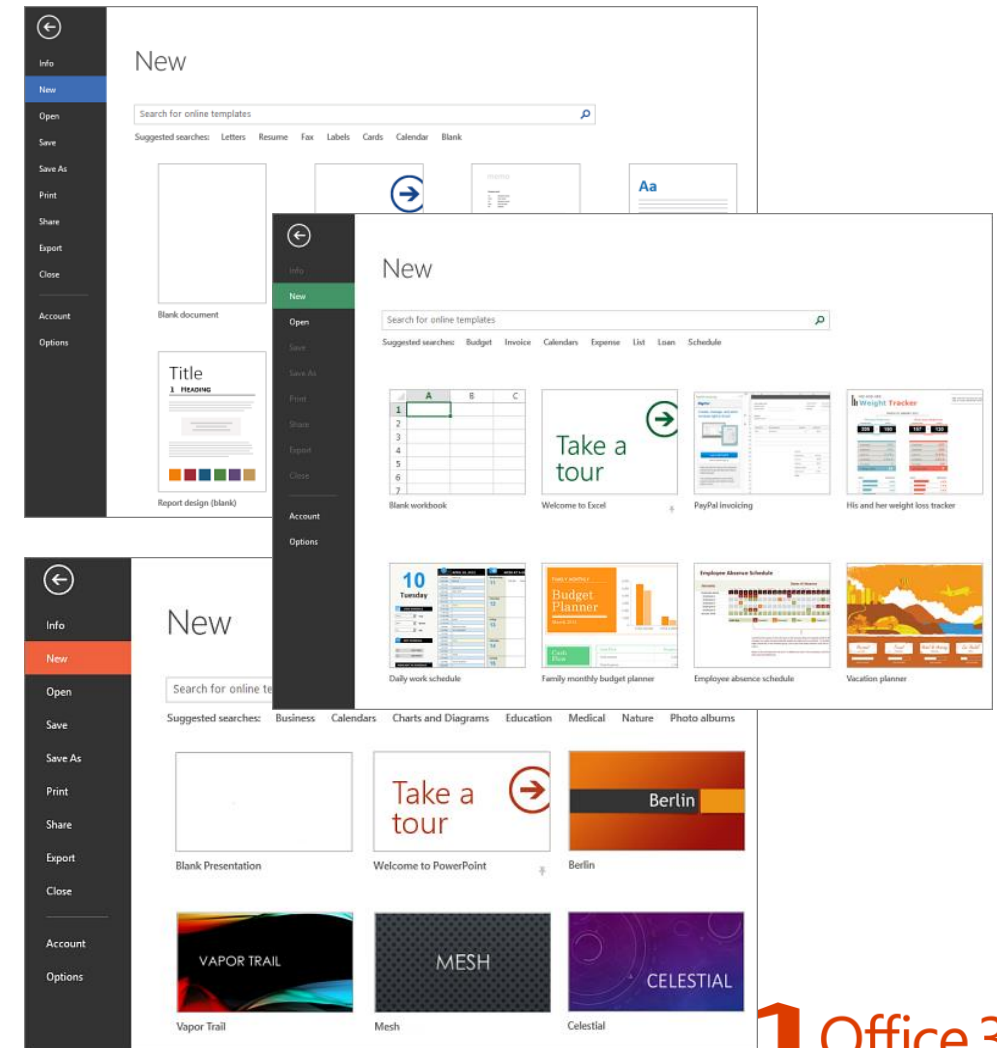 Info
New
Open
Save
Save As
Print
Share
Export
Close
Account
Options
New
Search for online templates
Suggested searches: Letters Resume Fax Labels Cards Calendar Blank
Aa
Blank document
Title
1 HEADING
Report design (blank)
Info
New
Open
Save
Save As
Print
Share
Export
Close
Account
Options
New
Search for online templates
Suggested searches: Budget Invoice Calendars Expense List Loan Schedule
A B C
1
2
3
4
5
6
7
Take a
tour
Weight Tracker
Blank workbook
Welcome to Excel
PayPal invoicing
His and her weight loss tracker
10
Tuesday
Budget
Planner
Cash
Flow
Employee Absence Schedule
Daily work schedule
Family monthly budget planner
Employee absence schedule
Vacation planner
Info
New
Open
Save
Save As
Print
Share
Export
Close
Account
Options
New
Search for online te
Suggested searches: Business Calendars Charts and Diagrams Education Medical Nature Photo albums
Take a
tour
Berlin
Blank Presentation
Welcome to PowerPoint
Berlin
VAPOR TRAIL
MESH
CELESTIAL
Vapor Trail
Mesh
Celestial
Office 3